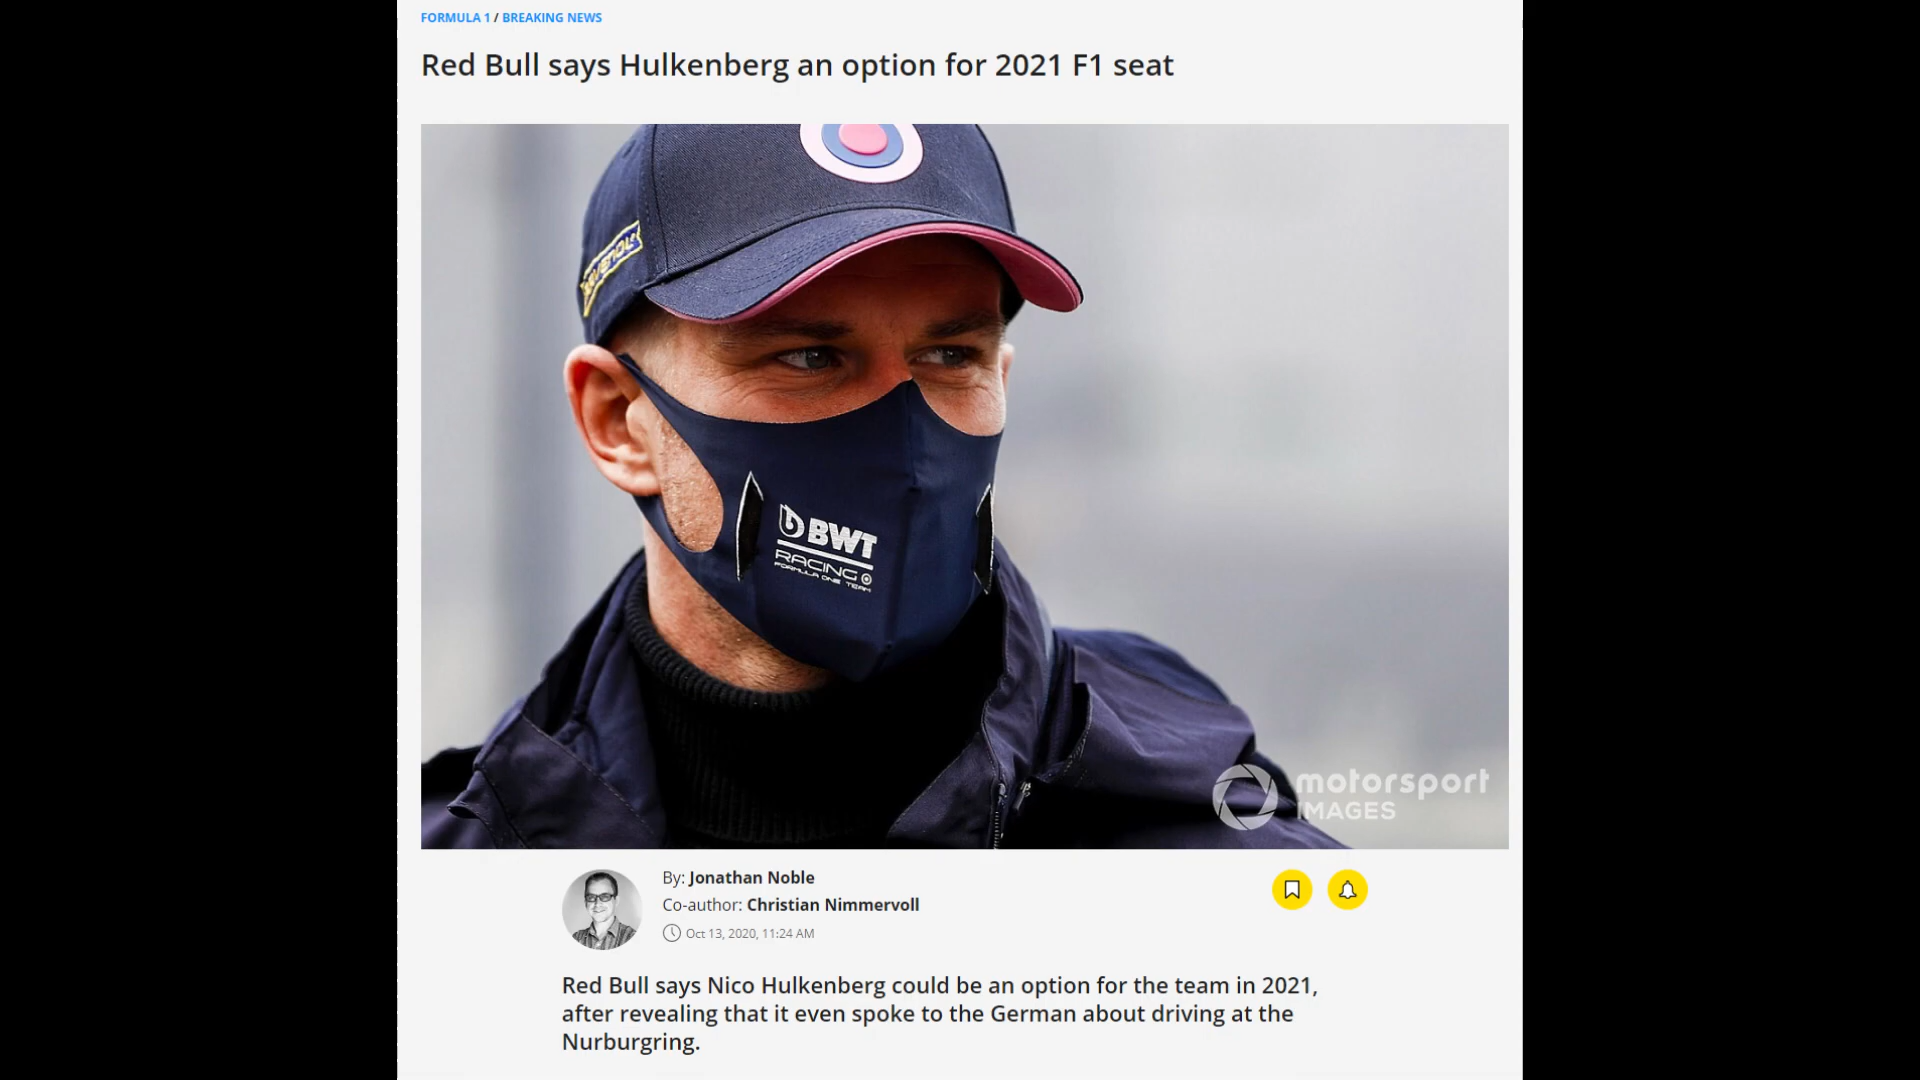 FORMULA 1 / BREAKING NEWS
Red Bull says Hulkenberg an option for 2021 F1 seat
RAVENOL
BWT
RACING
FORMULA ONE TEAM
motorsport
IMAGES
By: Jonathan Noble
Co-author: Christian Nimmervoll
Oct 13, 2020, 11:24 AM
Red Bull says Nico Hulkenberg could be an option for the team in 2021,
after revealing that it even spoke to the German about driving at the
Nurburgring.